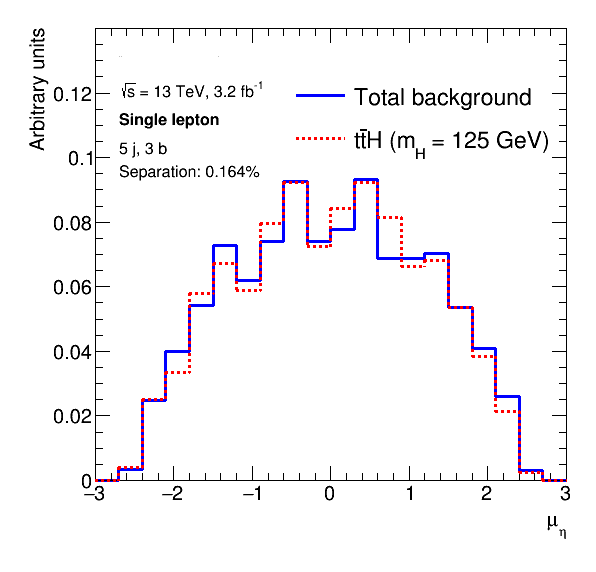 Arbitrary units
√s = 13 TeV, 3.2 fb⁻¹
Single lepton
5 j, 3 b
Separation: 0.164%
Total background
tt̄H (m_H = 125 GeV)
0.12
0.1
0.08
0.06
0.04
0.02
0
−3 −2 −1 0 1 2 3
μ_η